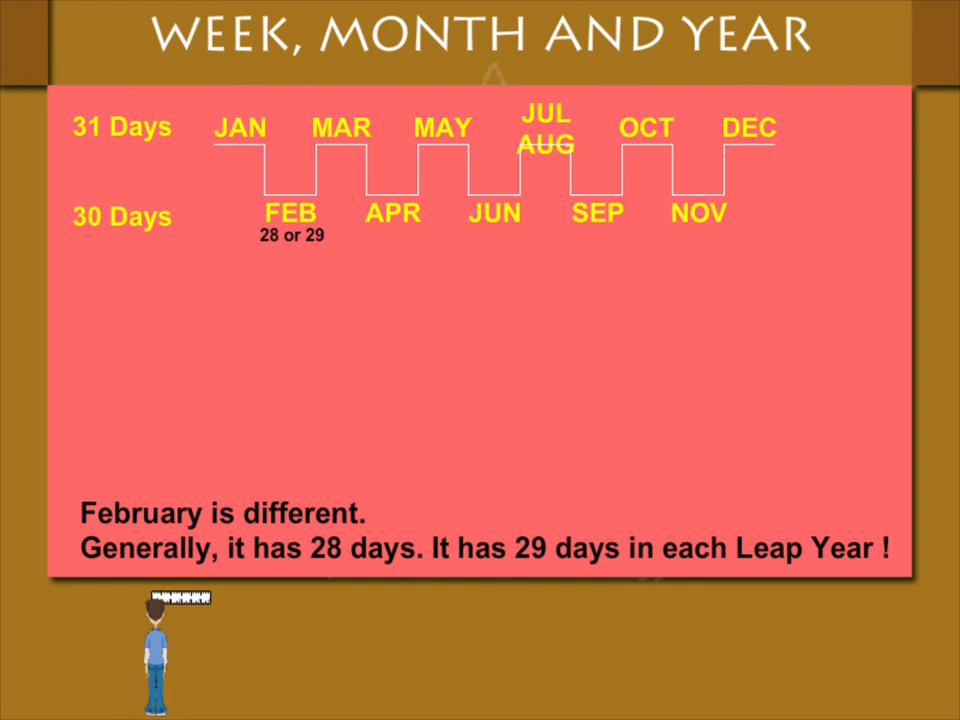 WEEK, MONTH AND YEAR
31 Days JAN MAR MAY JUL AUG OCT DEC
30 Days FEB APR JUN SEP NOV
28 or 29
February is different.
Generally, it has 28 days. It has 29 days in each Leap Year !